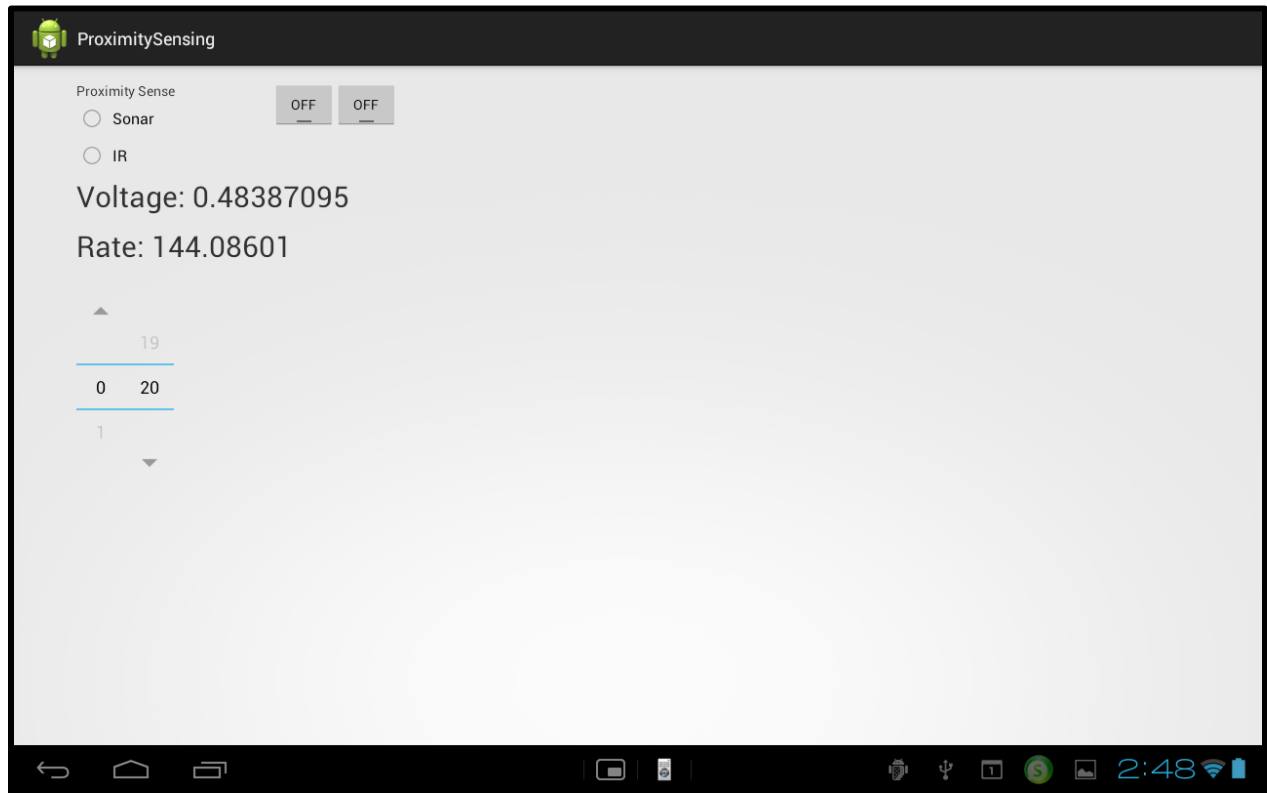 ProximitySensing
Proximity Sense
OFF OFF
Sonar
IR
Voltage: 0.48387095
Rate: 144.08601
19
0 20
1
1 S 2:48